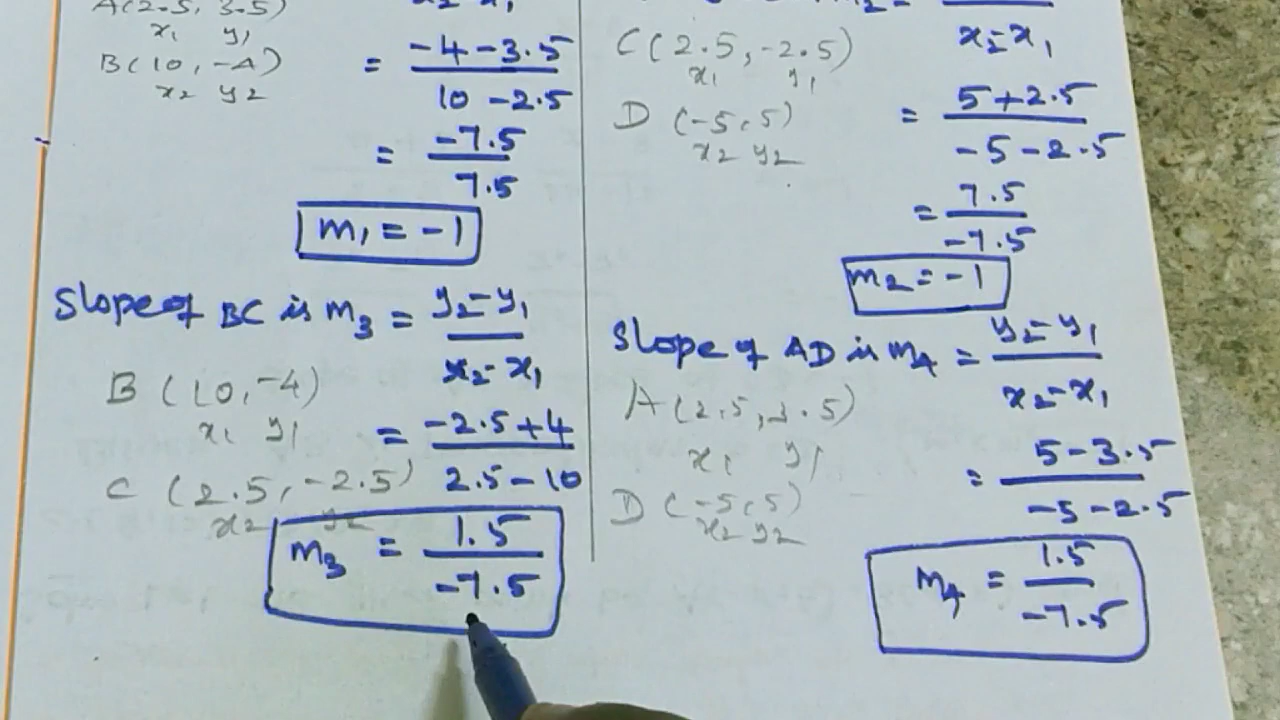 A(2.5, 3.5)
x₁ y₁
B(10, -4)
x₂ y₂
x₂-x₁
= -4-3.5 / 10-2.5
= -7.5 / 7.5
m₁ = -1
Slope of BC is m₃ = y₂-y₁ / x₂-x₁
B (10,-4)
x₁ y₁
= -2.5+4 / 2.5-10
C (2.5, -2.5)
x₂ y₂
m₃ = 1.5 / -7.5
m₂=
x₂-x₁
C(2.5, -2.5)
x₁ y₁
D (-5,5)
x₂ y₂
= 5+2.5 / -5-2.5
= 7.5 / -7.5
m₂ = -1
Slope of AD is m₄ = y₂-y₁ / x₂-x₁
A(2.5, 3.5)
x₁ y₁
= 5-3.5 / -5-2.5
D (-5,5)
x₂ y₂
m₄ = 1.5 / -7.5